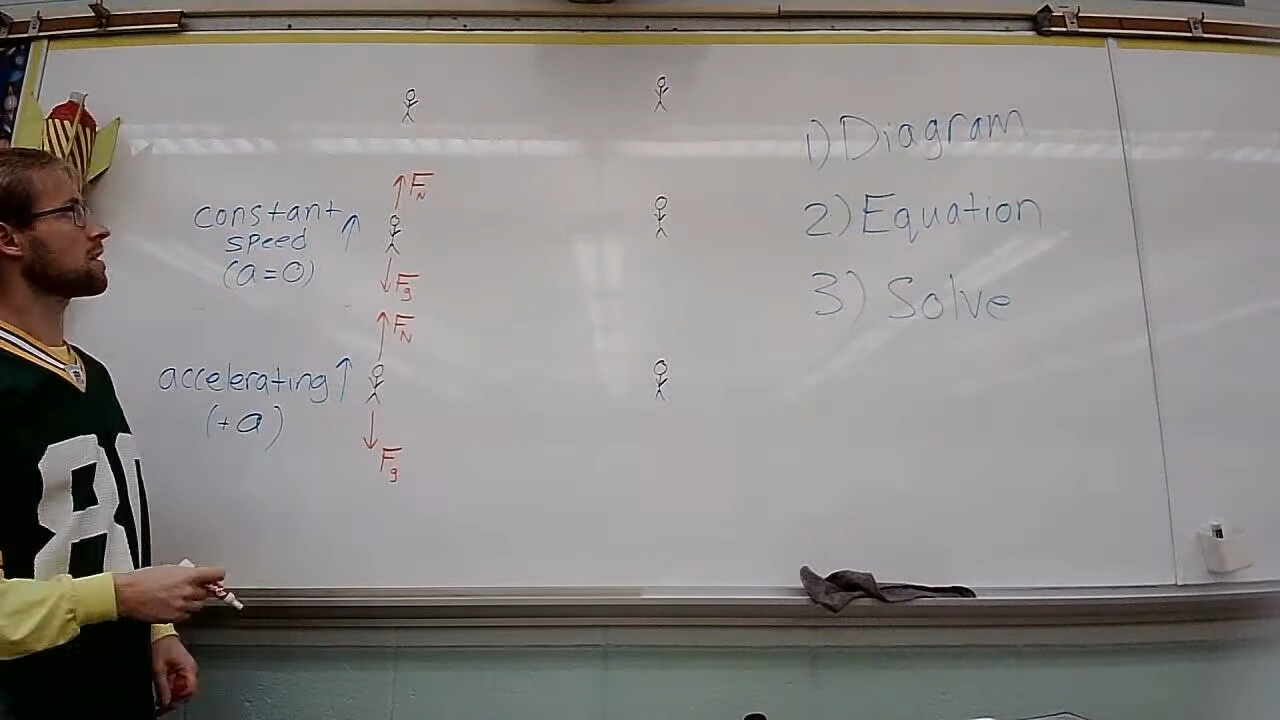 constant
speed
(a=0)
↑ F_N
↓ F_g
accelerating ↑
(+a)
↑ F_N
↓ F_g
1) Diagram
2) Equation
3) Solve